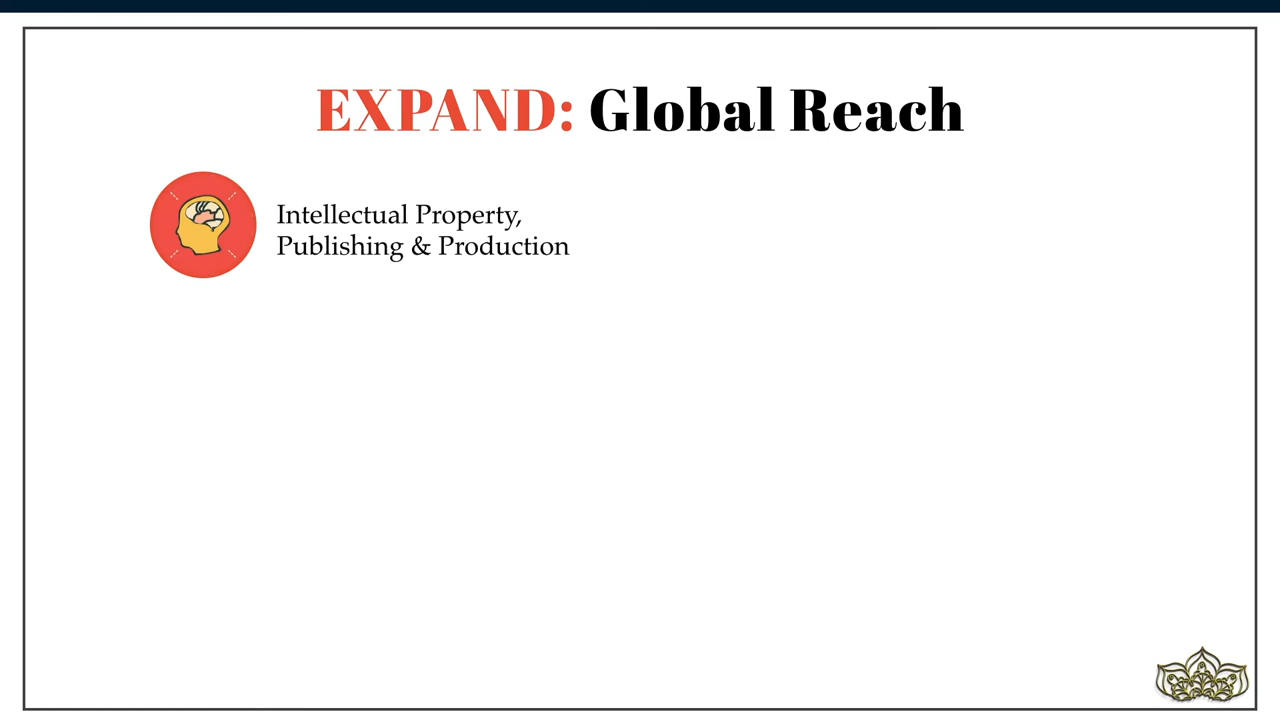 EXPAND: Global Reach
Intellectual Property,
Publishing & Production